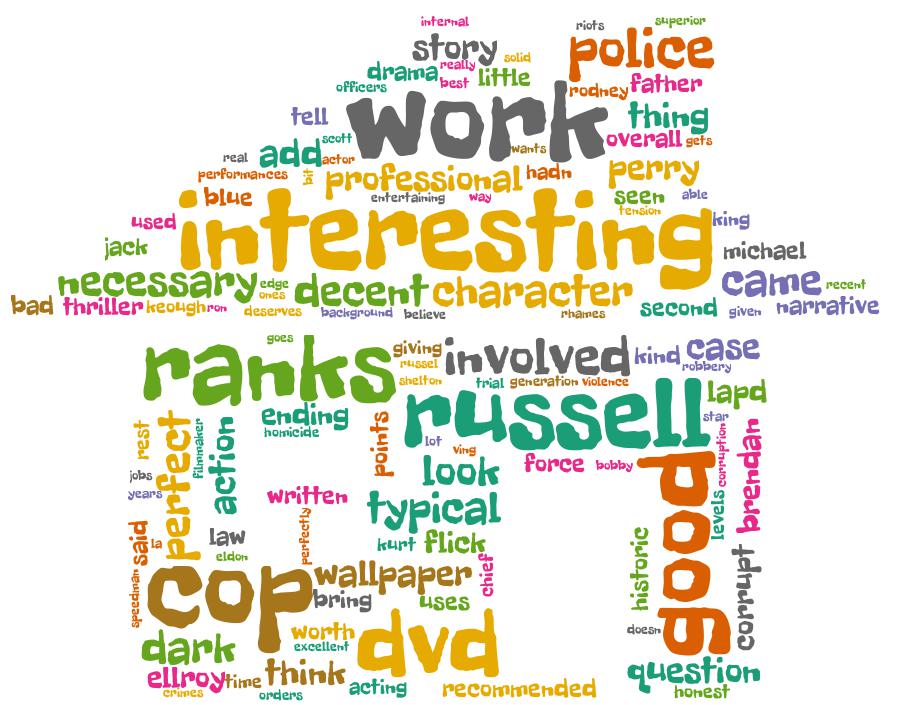 internal
riots
superior
story
solid
police
drama
really
best
little
officers
rodney
father
work
tell
scott
thing
overall
gets
real
add
actor
wants
performances
bit
professional
hadn
perry
blue
entertaining
way
seen
able
tension
used
interesting
king
jack
michael
necessary
edge
ones
decent
character
came
recent
bad
thriller
keough
ron
deserves
background
believe
rhames
second
given
narrative
goes
ranks
giving
russel
shelton
involved
kind
case
robbery
trial
generation
violence
russell
lapd
star
ending
homicide
points
lot
ving
rest
perfect
filmmaker
action
look
force
bobby
good
corruption
levels
brendan
jobs
years
written
typical
said
la
law
perfectly
kurt
flick
eldon
chief
historic
corrupt
speedman
cop
wallpaper
bring
uses
doesn
dark
worth
excellent
dvd
ellroy
time
think
question
crimes
orders
acting
recommended
honest